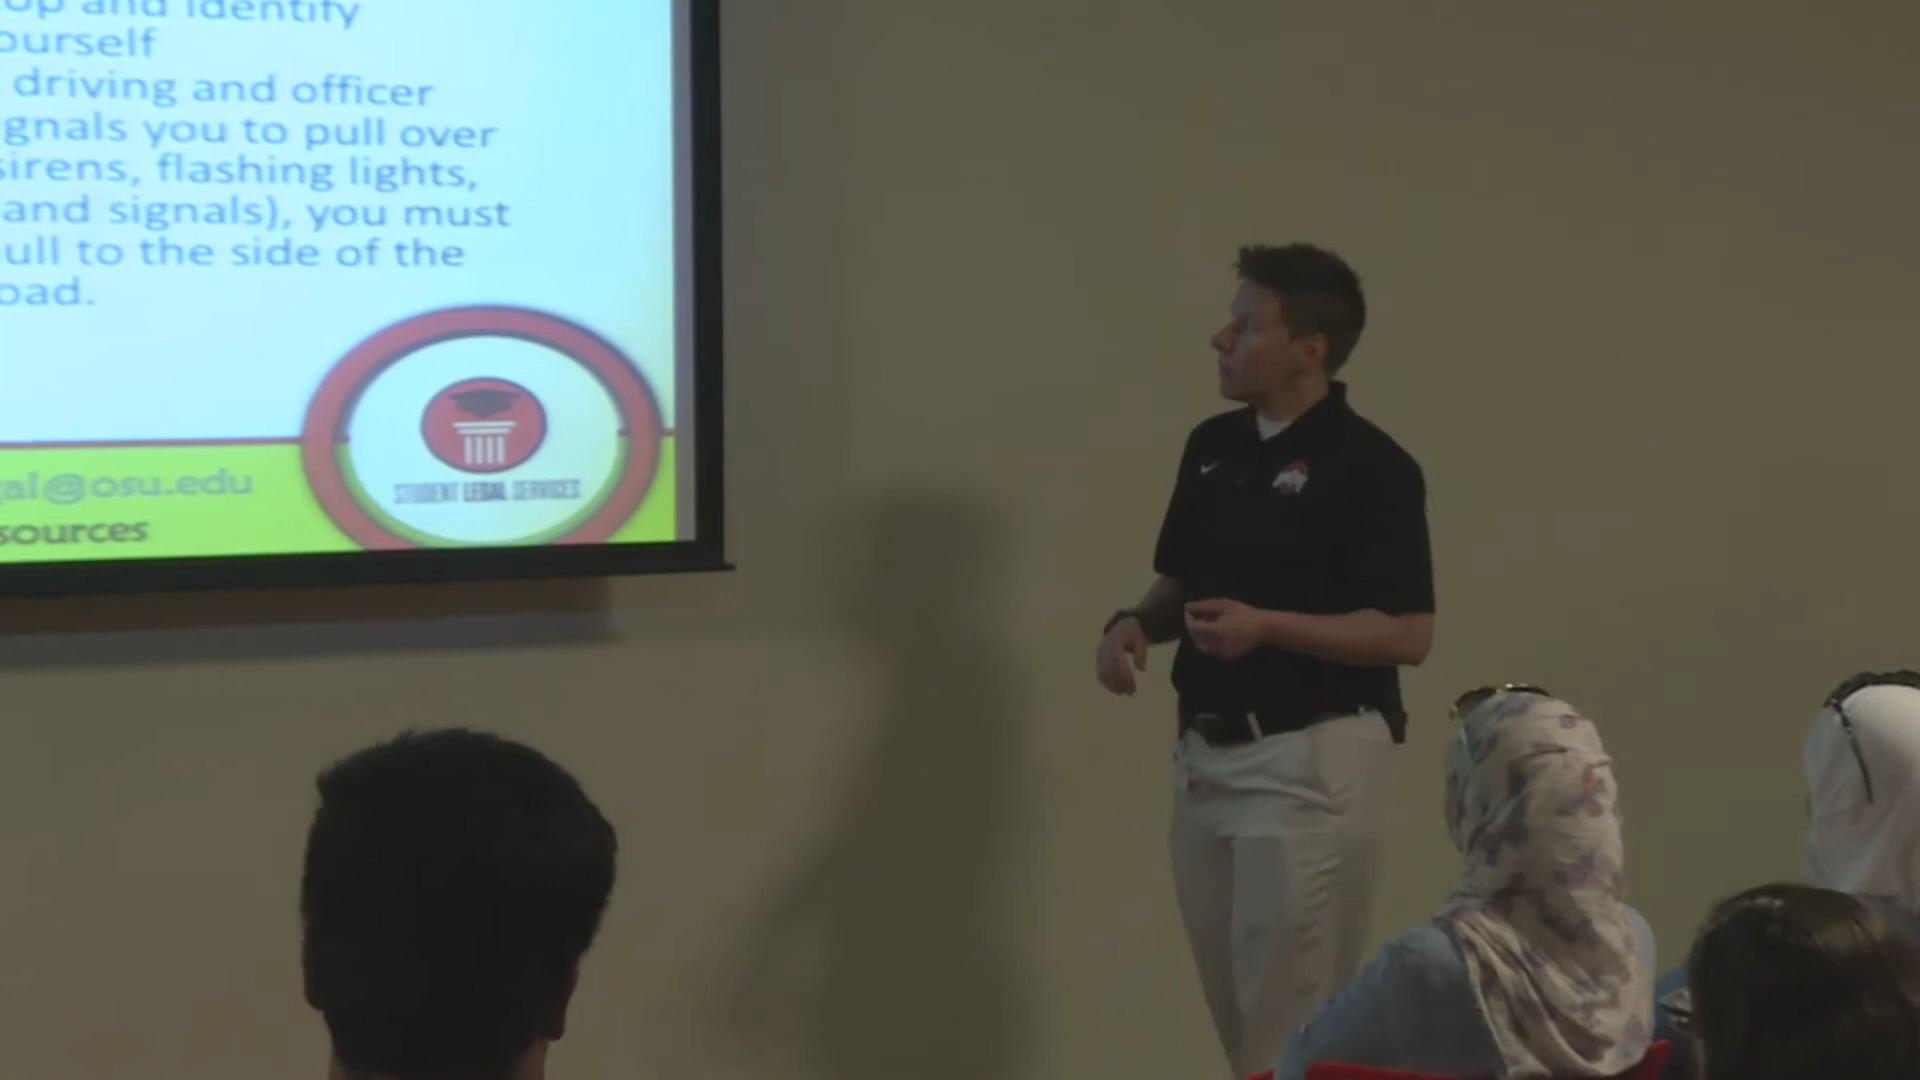 op and identify
ourself
driving and officer
gnals you to pull over
sirens, flashing lights,
and signals), you must
ull to the side of the
oad.
STUDENT LEGAL SERVICES
gal@osu.edu
sources